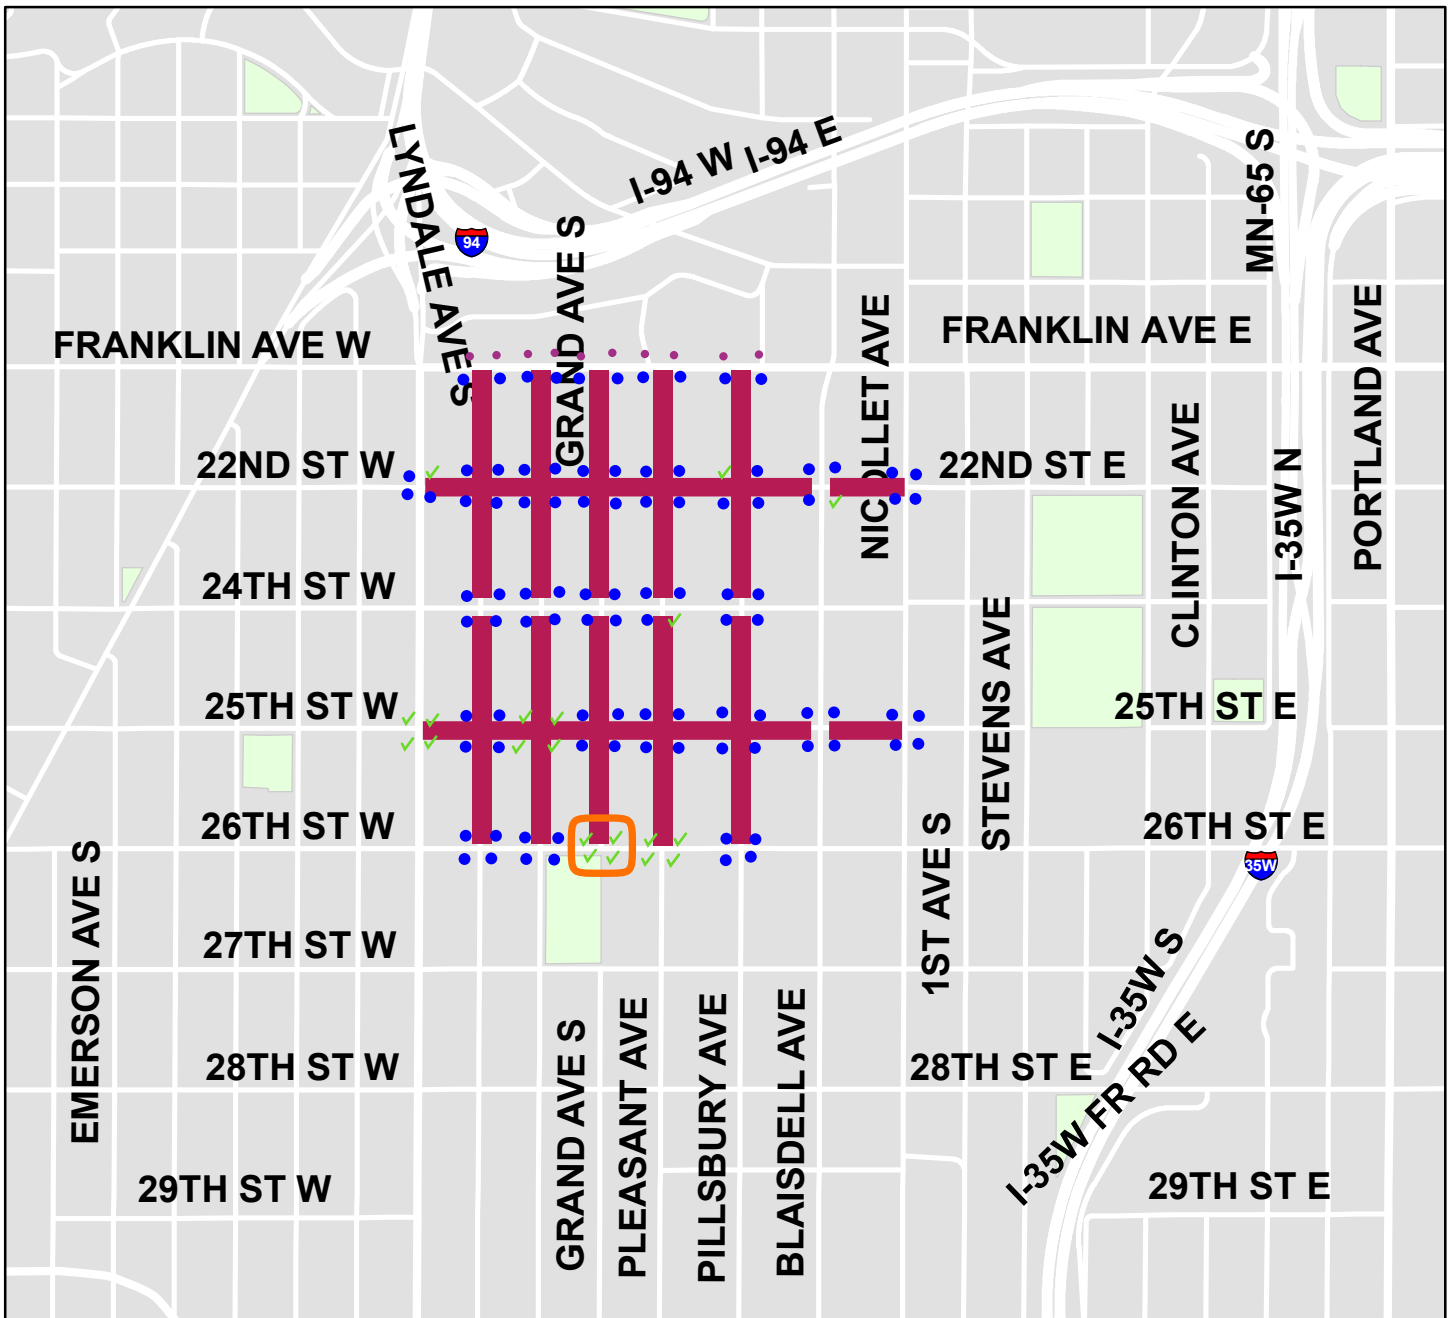 I-94 W
I-94 E
LYNDALE AVE S
94
GRAND AVE S
MN-65 S
FRANKLIN AVE W
FRANKLIN AVE E
NICOLLET AVE
PORTLAND AVE
22ND ST W
22ND ST E
CLINTON AVE
I-35W N
24TH ST W
STEVENS AVE
25TH ST W
25TH ST E
26TH ST W
26TH ST E
35W
EMERSON AVE S
1ST AVE S
27TH ST W
I-35W S
28TH ST W
28TH ST E
GRAND AVE S
PLEASANT AVE
PILLSBURY AVE
BLAISDELL AVE
I-35W FR RD E
29TH ST W
29TH ST E